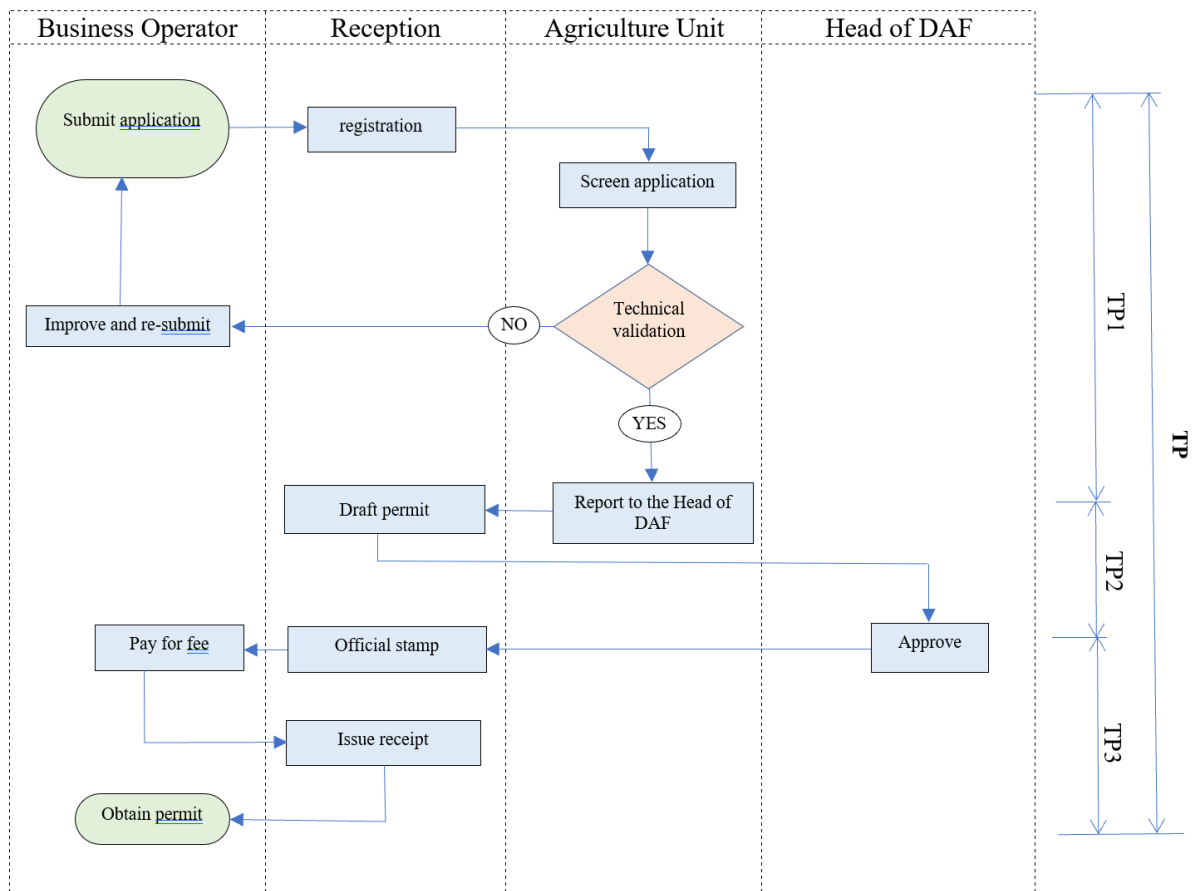 Business Operator
Reception
Agriculture Unit
Head of DAF
Submit application
registration
Screen application
Technical
validation
NO
Improve and re-submit
YES
TP1
TP
Report to the Head of
DAF
Draft permit
TP2
Approve
Official stamp
Pay for fee
Issue receipt
TP3
Obtain permit